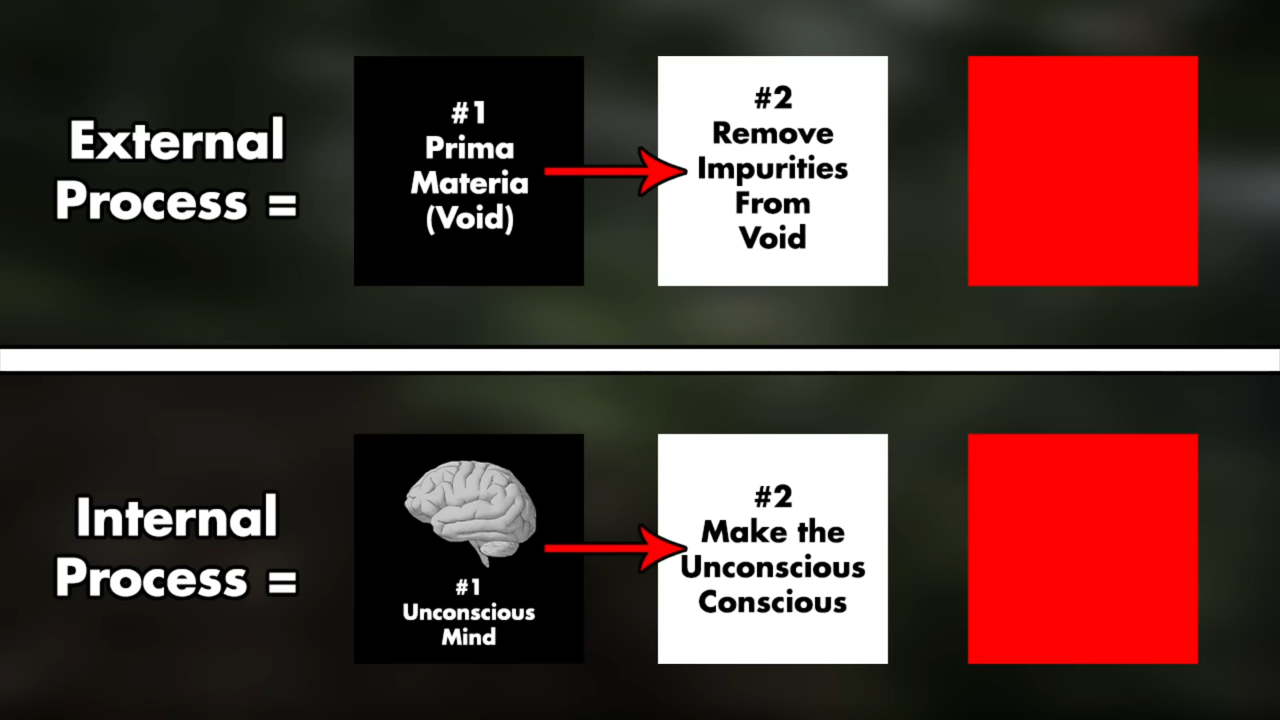 External
Process =
#1
Prima
Materia
(Void)
#2
Remove
Impurities
From
Void
Internal
Process =
#1
Unconscious
Mind
#2
Make the
Unconscious
Conscious